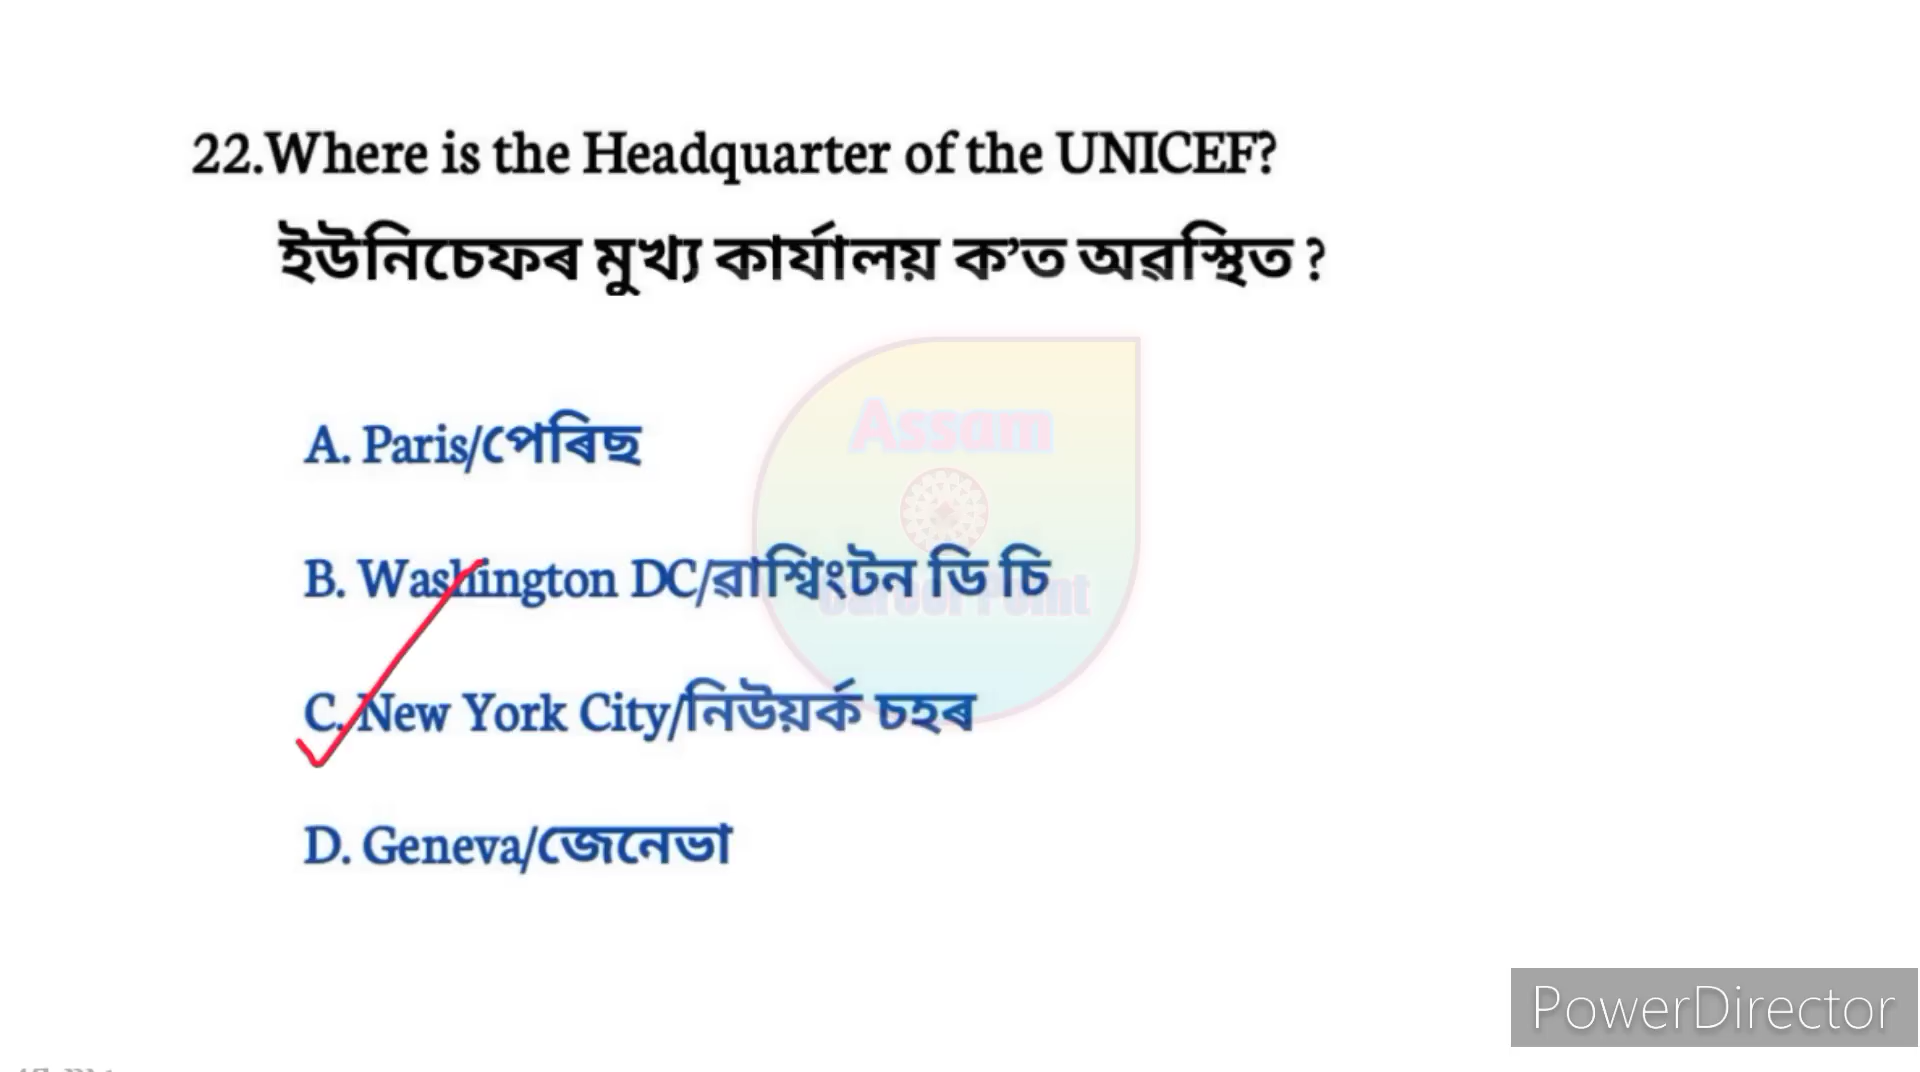 22.Where is the Headquarter of the UNICEF?
ইউনিচেফৰ মুখ্য কাৰ্যালয় ক’ত অৱস্থিত ?
Assam
A. Paris/পেৰিছ
B. Washington DC/ৱাশ্বিংটন ডি চি
Career Point
C. New York City/নিউয়ৰ্ক চহৰ
D. Geneva/জেনেভা
PowerDirector